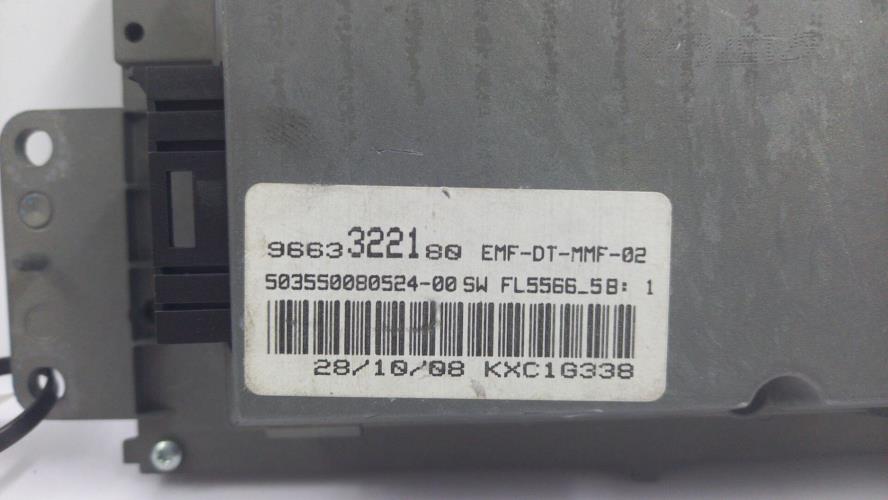 9663322180 EMF-DT-MMF-02
503550080524-00 SW FL5566_5B: 1
28/10/08 KXC1G338